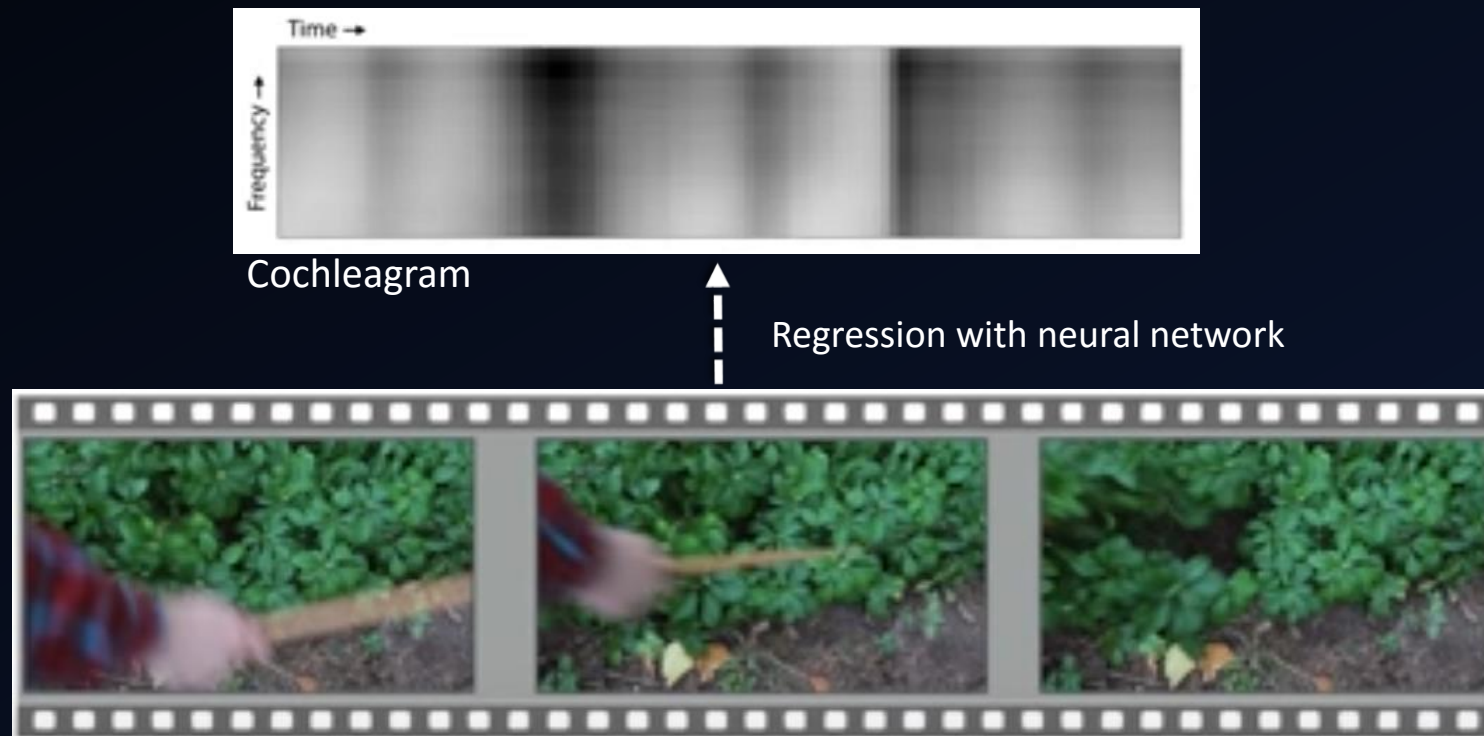 Time →
Frequency →
Cochleagram
Regression with neural network